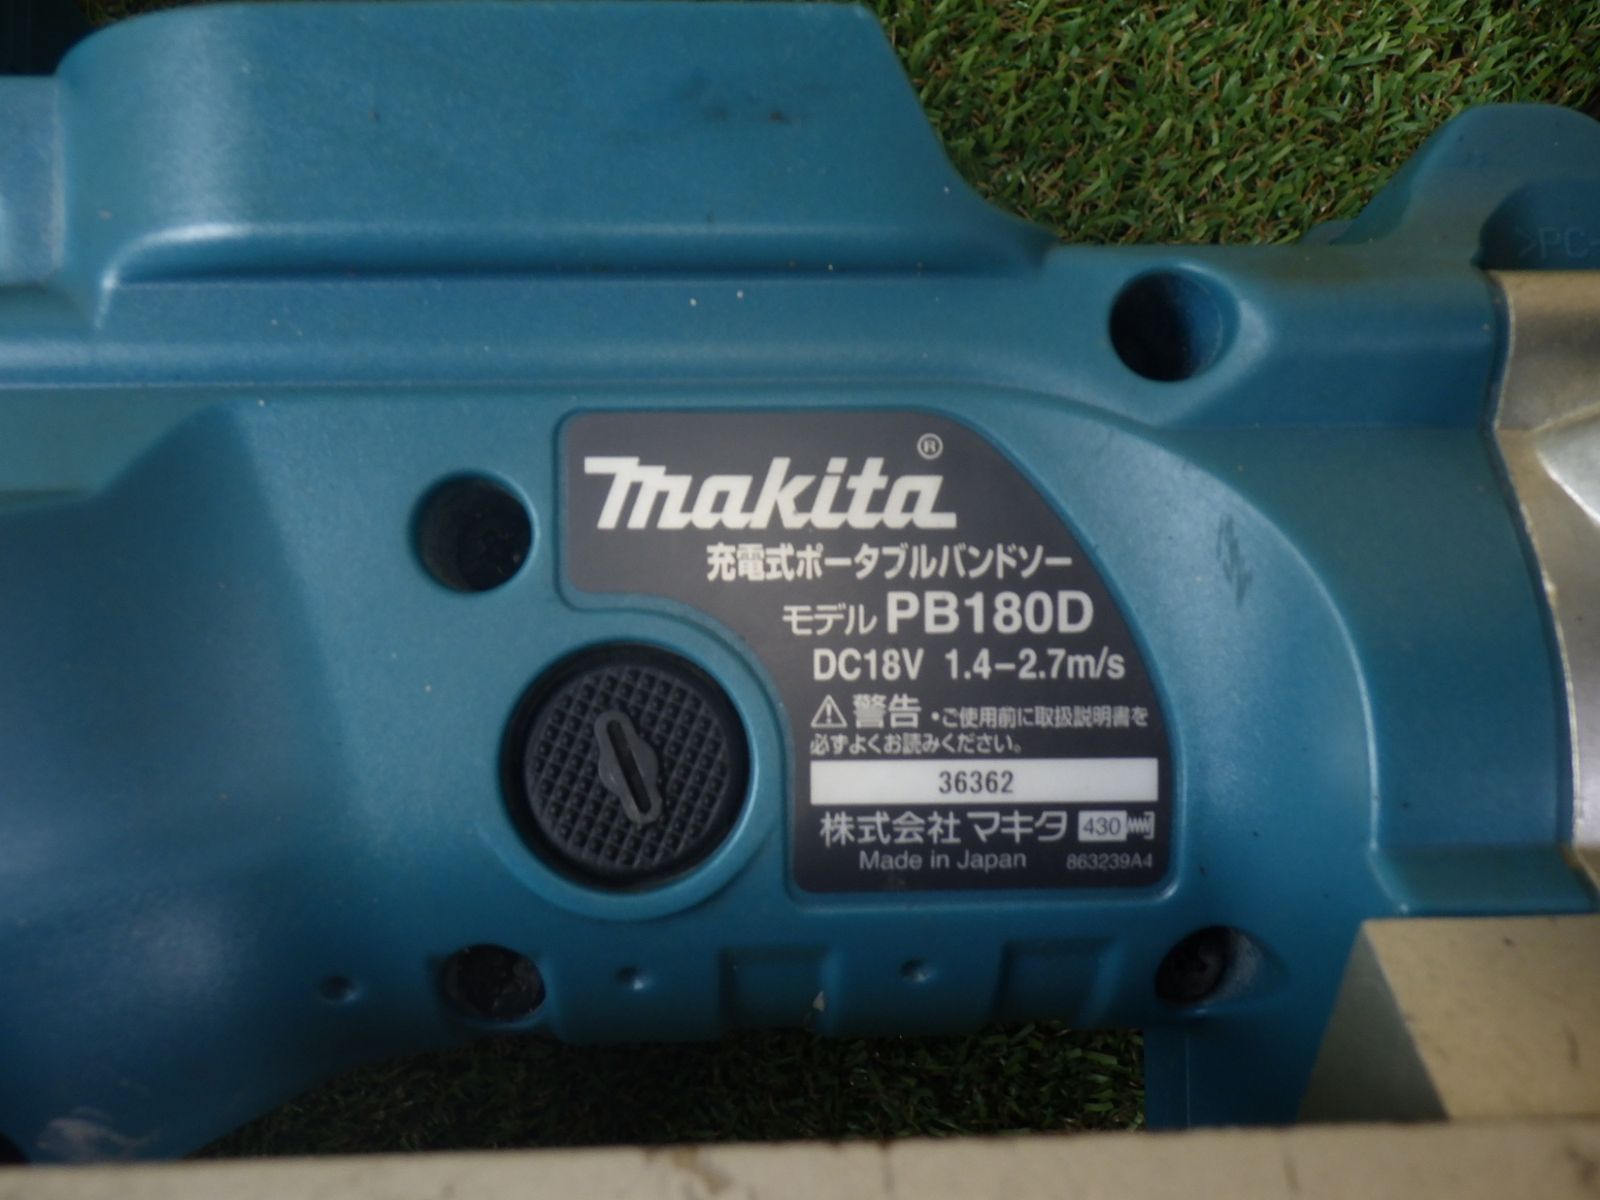 makita®
充電式ポータブルバンドソー
モデル PB180D
DC18V 1.4-2.7m/s
⚠警告・ご使用前に取扱説明書を
必ずよくお読みください。
36362
株式会社マキタ 430
Made in Japan 863239A4
>PC-